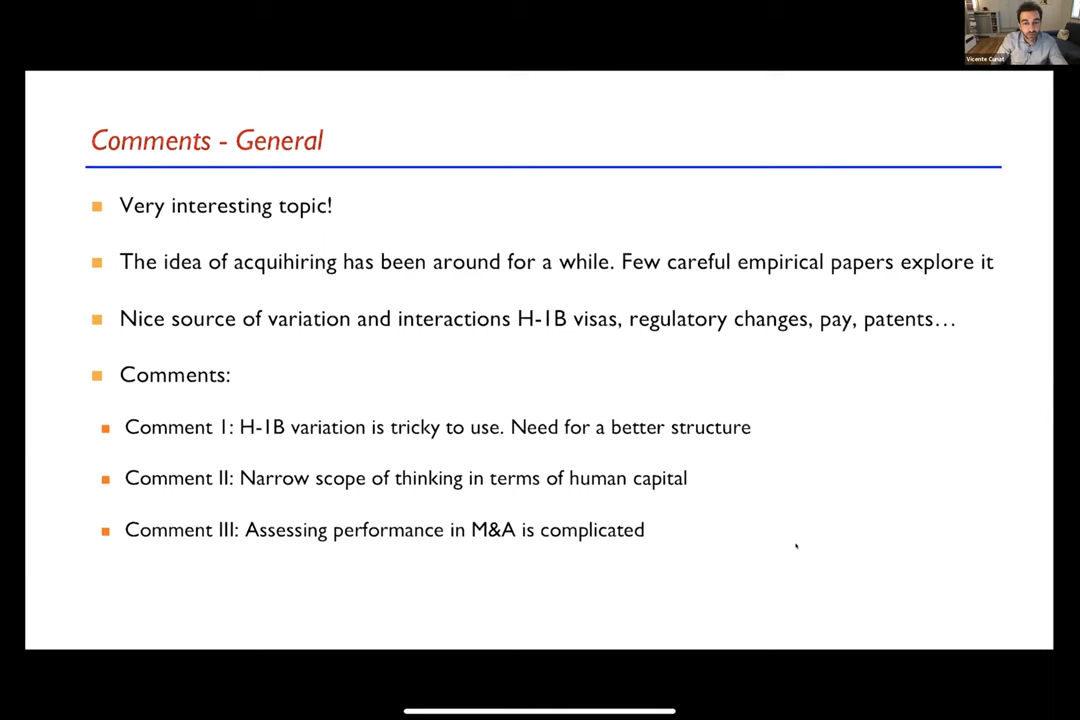 Vicente Cunat
Comments - General
Very interesting topic!
The idea of acquihiring has been around for a while. Few careful empirical papers explore it
Nice source of variation and interactions H-1B visas, regulatory changes, pay, patents…
Comments:
Comment I: H-1B variation is tricky to use. Need for a better structure
Comment II: Narrow scope of thinking in terms of human capital
Comment III: Assessing performance in M&A is complicated